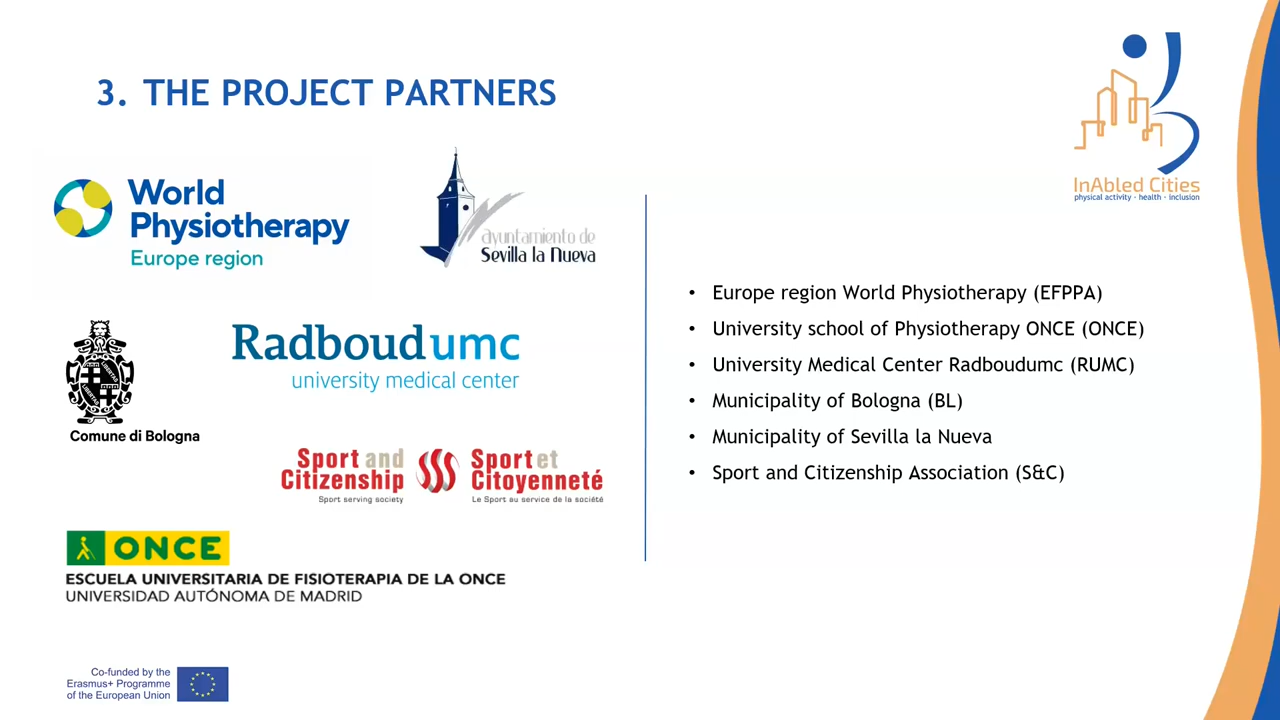 3. THE PROJECT PARTNERS
InAbled Cities
physical activity - health - inclusion
World
Physiotherapy
Europe region
ayuntamiento de
Sevilla la Nueva
Comune di Bologna
Radboudumc
university medical center
Sport and
Citizenship
Sport serving society
Sport et
Citoyenneté
Le Sport au service de la société
ONCE
ESCUELA UNIVERSITARIA DE FISIOTERAPIA DE LA ONCE
UNIVERSIDAD AUTÓNOMA DE MADRID
• Europe region World Physiotherapy (EFPPA)
• University school of Physiotherapy ONCE (ONCE)
• University Medical Center Radboudumc (RUMC)
• Municipality of Bologna (BL)
• Municipality of Sevilla la Nueva
• Sport and Citizenship Association (S&C)
Co-funded by the
Erasmus+ Programme
of the European Union